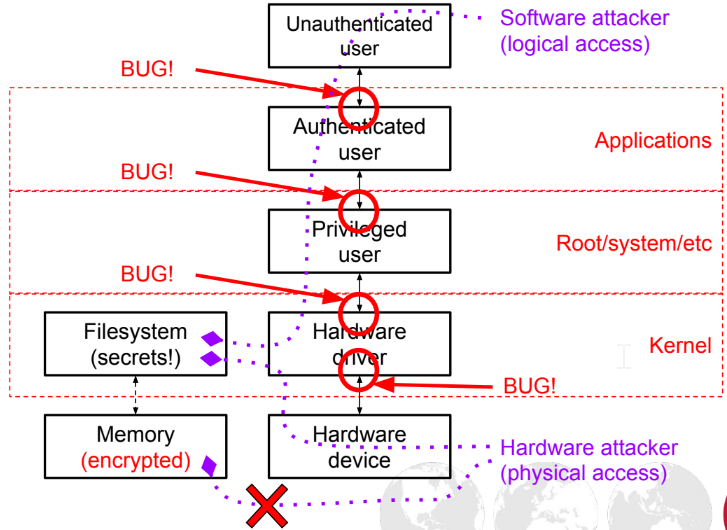 Unauthenticated
user
Software attacker
(logical access)
BUG!
Authenticated
user
Applications
BUG!
Privileged
user
Root/system/etc
BUG!
Filesystem
(secrets!)
Hardware
driver
Kernel
BUG!
Memory
(encrypted)
Hardware
device
Hardware attacker
(physical access)